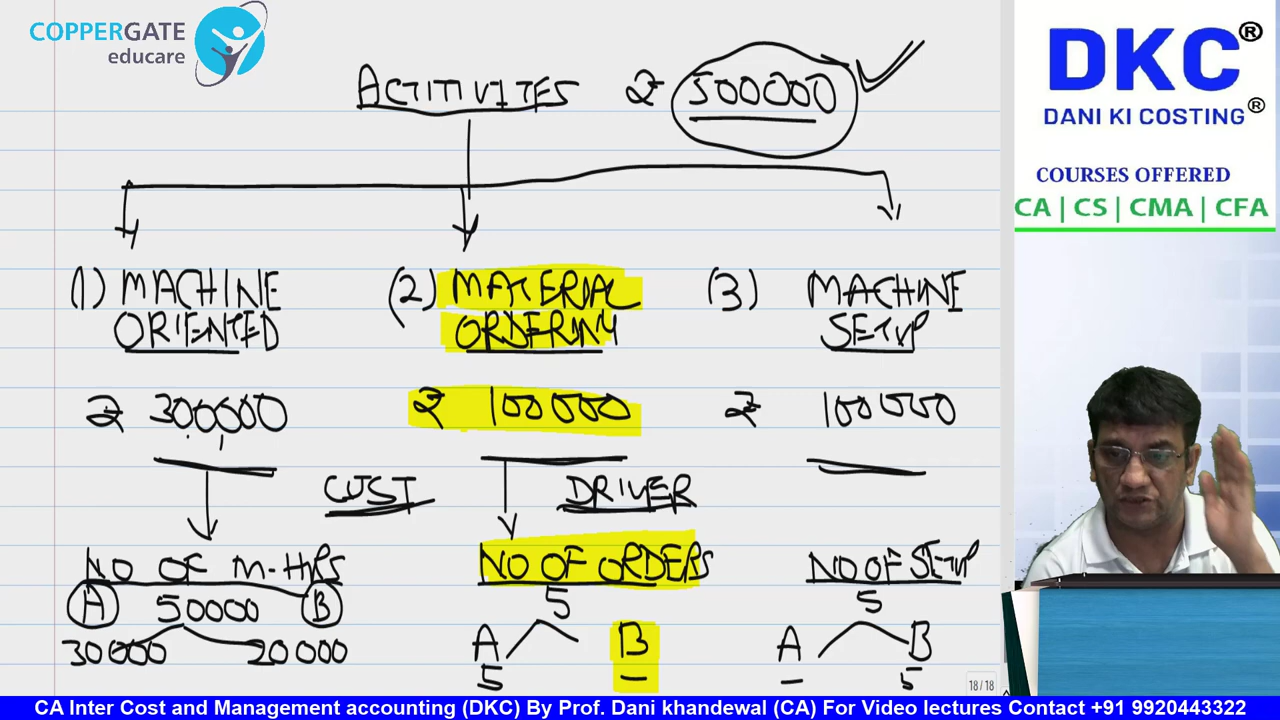 COPPERGATE
educare
ACTITIVITES ₹ 500000
(1) MACHINE
ORIENTED
(2) MATERIAL
ORDERING
(3) MACHINE
SETUP
₹ 300000
₹ 100000
₹ 100000
COST DRIVER
NO OF M-HRS
NO OF ORDERS
NO OF SETUP
A 50000 B
5
5
30000 20000
A B
5 –
A B
– 5
18/18
DKC®
DANI KI COSTING®
COURSES OFFERED
CA | CS | CMA | CFA
CA Inter Cost and Management accounting (DKC) By Prof. Dani khandewal (CA) For Video lectures Contact +91 9920443322